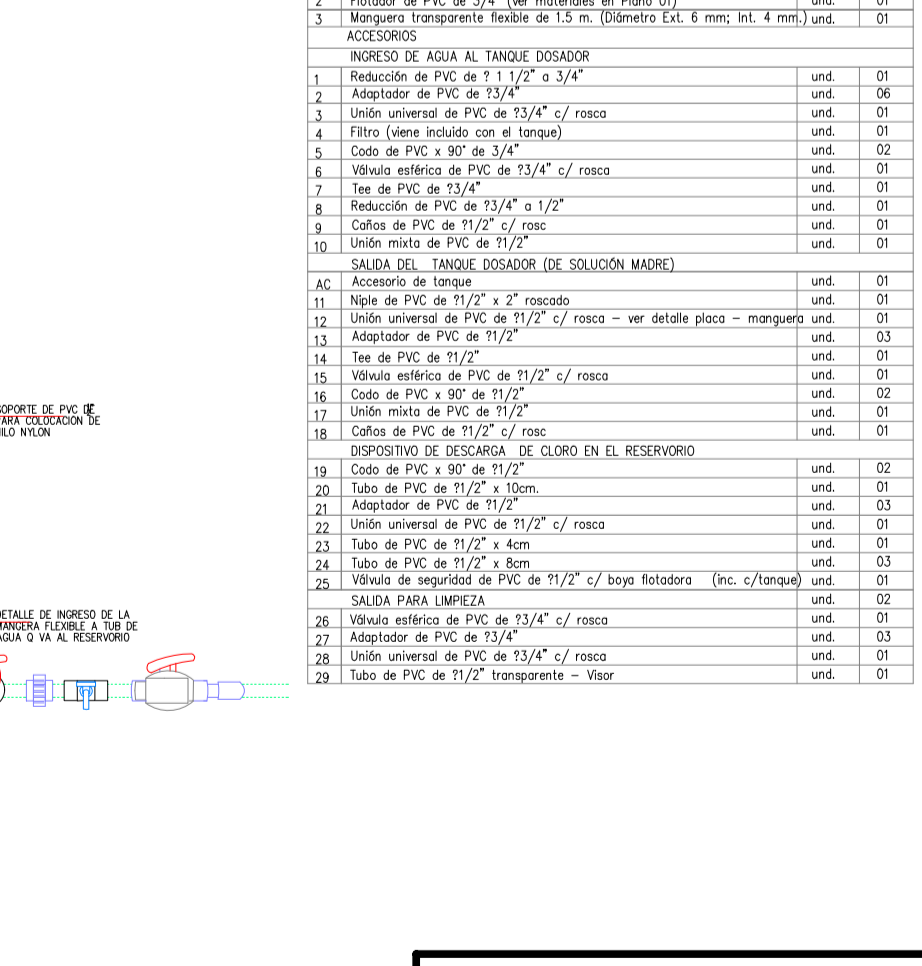 2 Flotador de PVC de 3/4" (ver materiales en Plano 01) und. 01
3 Manguera transparente flexible de 1.5 m. (Diámetro Ext. 6 mm; Int. 4 mm.) und. 01
ACCESORIOS
INGRESO DE AGUA AL TANQUE DOSADOR
1 Reducción de PVC de ? 1 1/2" a 3/4" und. 01
2 Adaptador de PVC de ?3/4" und. 06
3 Unión universal de PVC de ?3/4" c/ rosca und. 01
4 Filtro (viene incluido con el tanque) und. 01
5 Codo de PVC x 90° de 3/4" und. 02
6 Válvula esférica de PVC de ?3/4" c/ rosca und. 01
7 Tee de PVC de ?3/4" und. 01
8 Reducción de PVC de ?3/4" a 1/2" und. 01
9 Caños de PVC de ?1/2" c/ rosc und. 01
10 Unión mixta de PVC de ?1/2" und. 01
SALIDA DEL TANQUE DOSADOR (DE SOLUCIÓN MADRE)
AC Accesorio de tanque und. 01
11 Niple de PVC de ?1/2" x 2" roscado und. 01
12 Unión universal de PVC de ?1/2" c/ rosca – ver detalle placa – manguera und. 01
13 Adaptador de PVC de ?1/2" und. 03
14 Tee de PVC de ?1/2" und. 01
15 Válvula esférica de PVC de ?1/2" c/ rosca und. 01
16 Codo de PVC x 90° de ?1/2" und. 02
17 Unión mixta de PVC de ?1/2" und. 01
18 Caños de PVC de ?1/2" c/ rosc und. 01
DISPOSITIVO DE DESCARGA DE CLORO EN EL RESERVORIO
19 Codo de PVC x 90° de ?1/2" und. 02
20 Tubo de PVC de ?1/2" x 10cm. und. 01
21 Adaptador de PVC de ?1/2" und. 03
22 Unión universal de PVC de ?1/2" c/ rosca und. 01
23 Tubo de PVC de ?1/2" x 4cm und. 01
24 Tubo de PVC de ?1/2" x 8cm und. 03
25 Válvula de seguridad de PVC de ?1/2" c/ boya flotadora (inc. c/tanque) und. 01
SALIDA PARA LIMPIEZA und. 02
26 Válvula esférica de PVC de ?3/4" c/ rosca und. 01
27 Adaptador de PVC de ?3/4" und. 03
28 Unión universal de PVC de ?3/4" c/ rosca und. 01
29 Tubo de PVC de ?1/2" transparente – Visor und. 01
SOPORTE DE PVC DE
PARA COLOCACION DE
HILO NYLON
DETALLE DE INGRESO DE LA
MANGERA FLEXIBLE A TUB DE
AGUA Q VA AL RESERVORIO